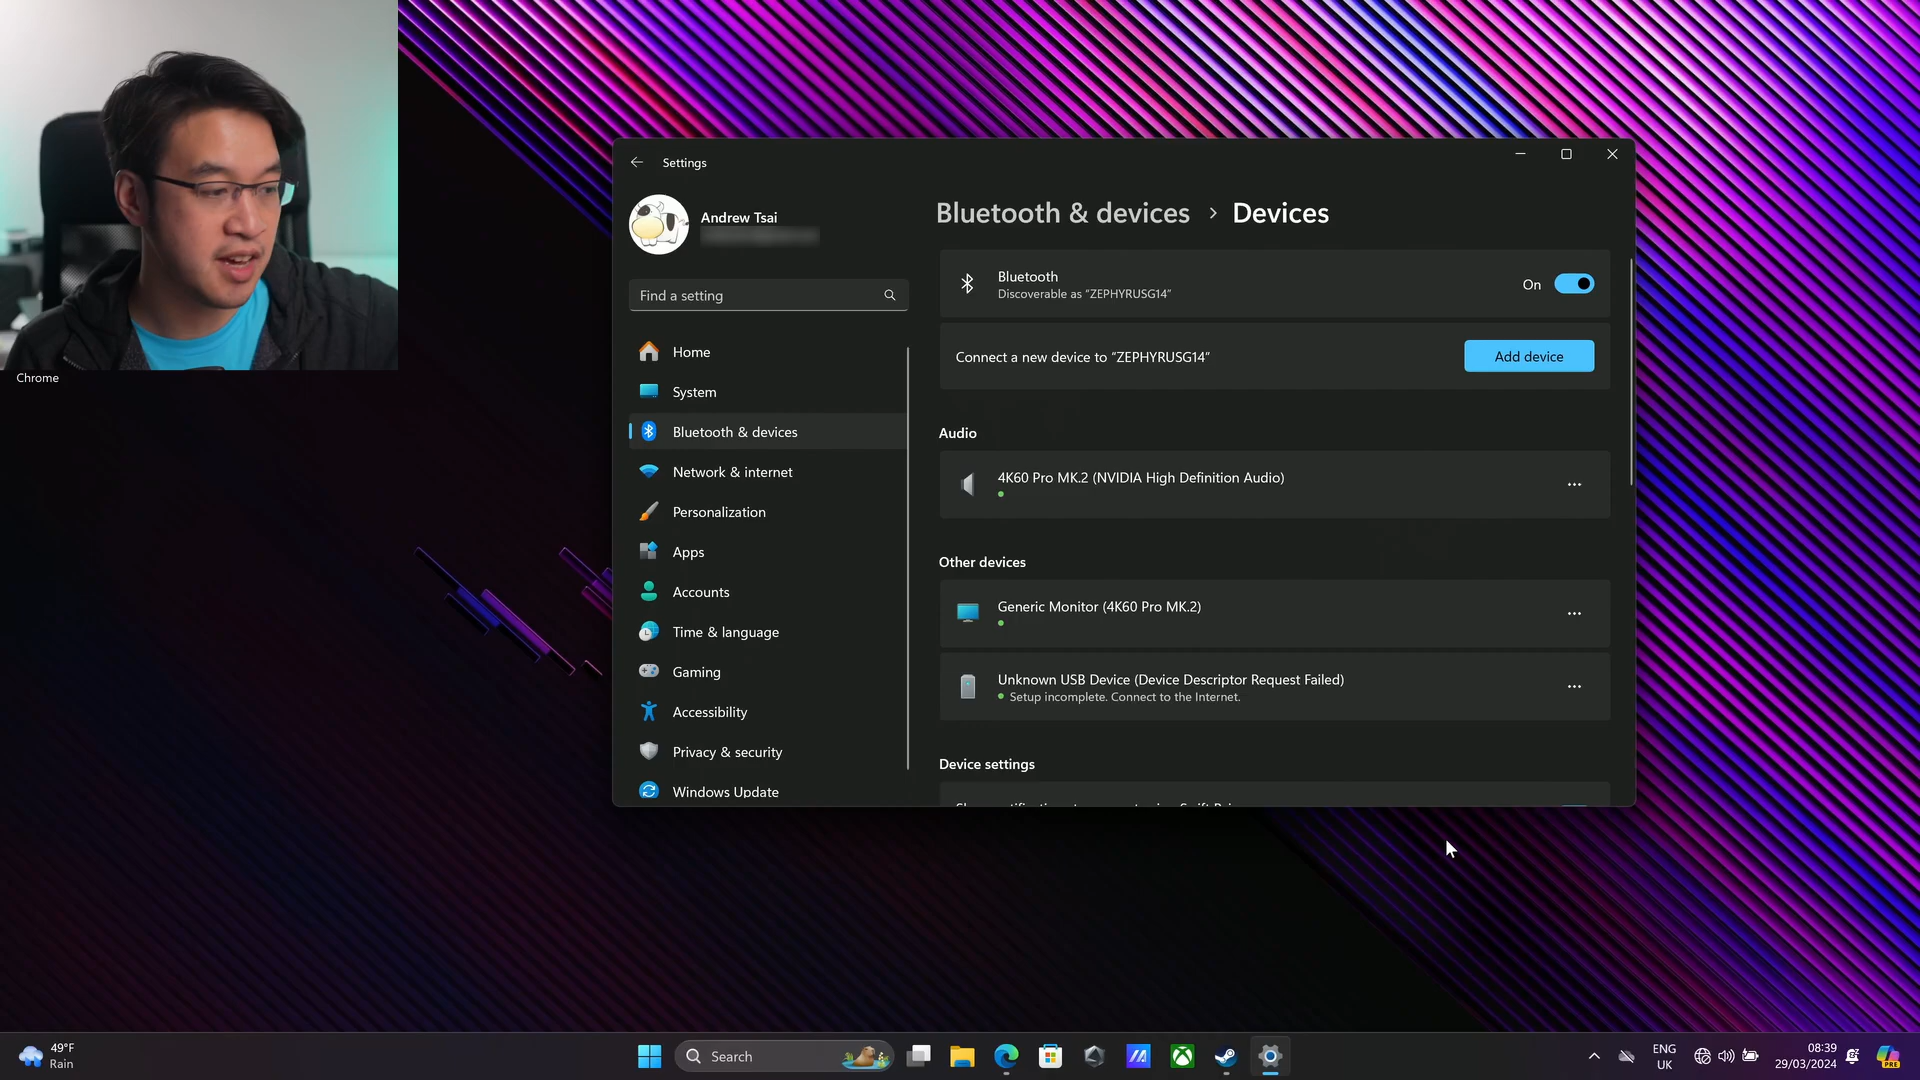 Chrome
Settings
Andrew Tsai
Find a setting
Home
System
Bluetooth & devices
Network & internet
Personalization
Apps
Accounts
Time & language
Gaming
Accessibility
Privacy & security
Windows Update
Bluetooth & devices > Devices
Bluetooth
Discoverable as “ZEPHYRUSG14”
On
Connect a new device to “ZEPHYRUSG14”
Add device
Audio
4K60 Pro MK.2 (NVIDIA High Definition Audio)
Other devices
Generic Monitor (4K60 Pro MK.2)
Unknown USB Device (Device Descriptor Request Failed)
Setup incomplete. Connect to the Internet.
Device settings
49°F
Rain
Search
ENG
UK
08:39
29/03/2024
PRE